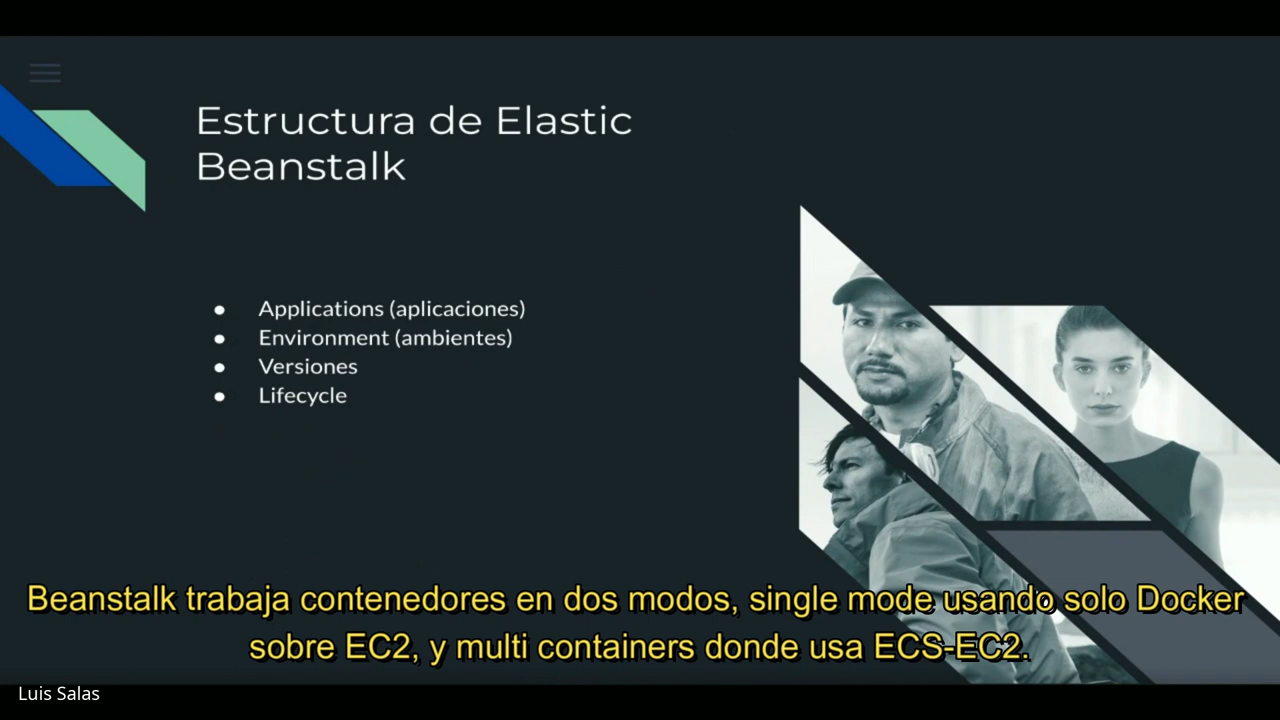 Estructura de Elastic
Beanstalk
● Applications (aplicaciones)
● Environment (ambientes)
● Versiones
● Lifecycle
Beanstalk trabaja contenedores en dos modos, single mode usando solo Docker
sobre EC2, y multi containers donde usa ECS-EC2.
Luis Salas